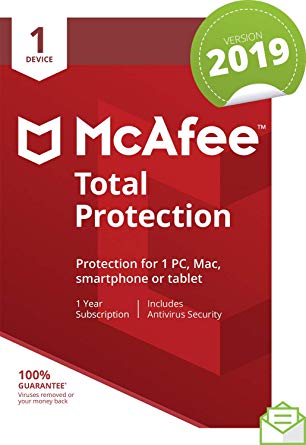 1
DEVICE
VERSION
2019
McAfee™
Total
Protection
Protection for 1 PC, Mac,
smartphone or tablet
1 Year
Subscription
Includes
Antivirus Security
100%
GUARANTEE*
Viruses removed or
your money back